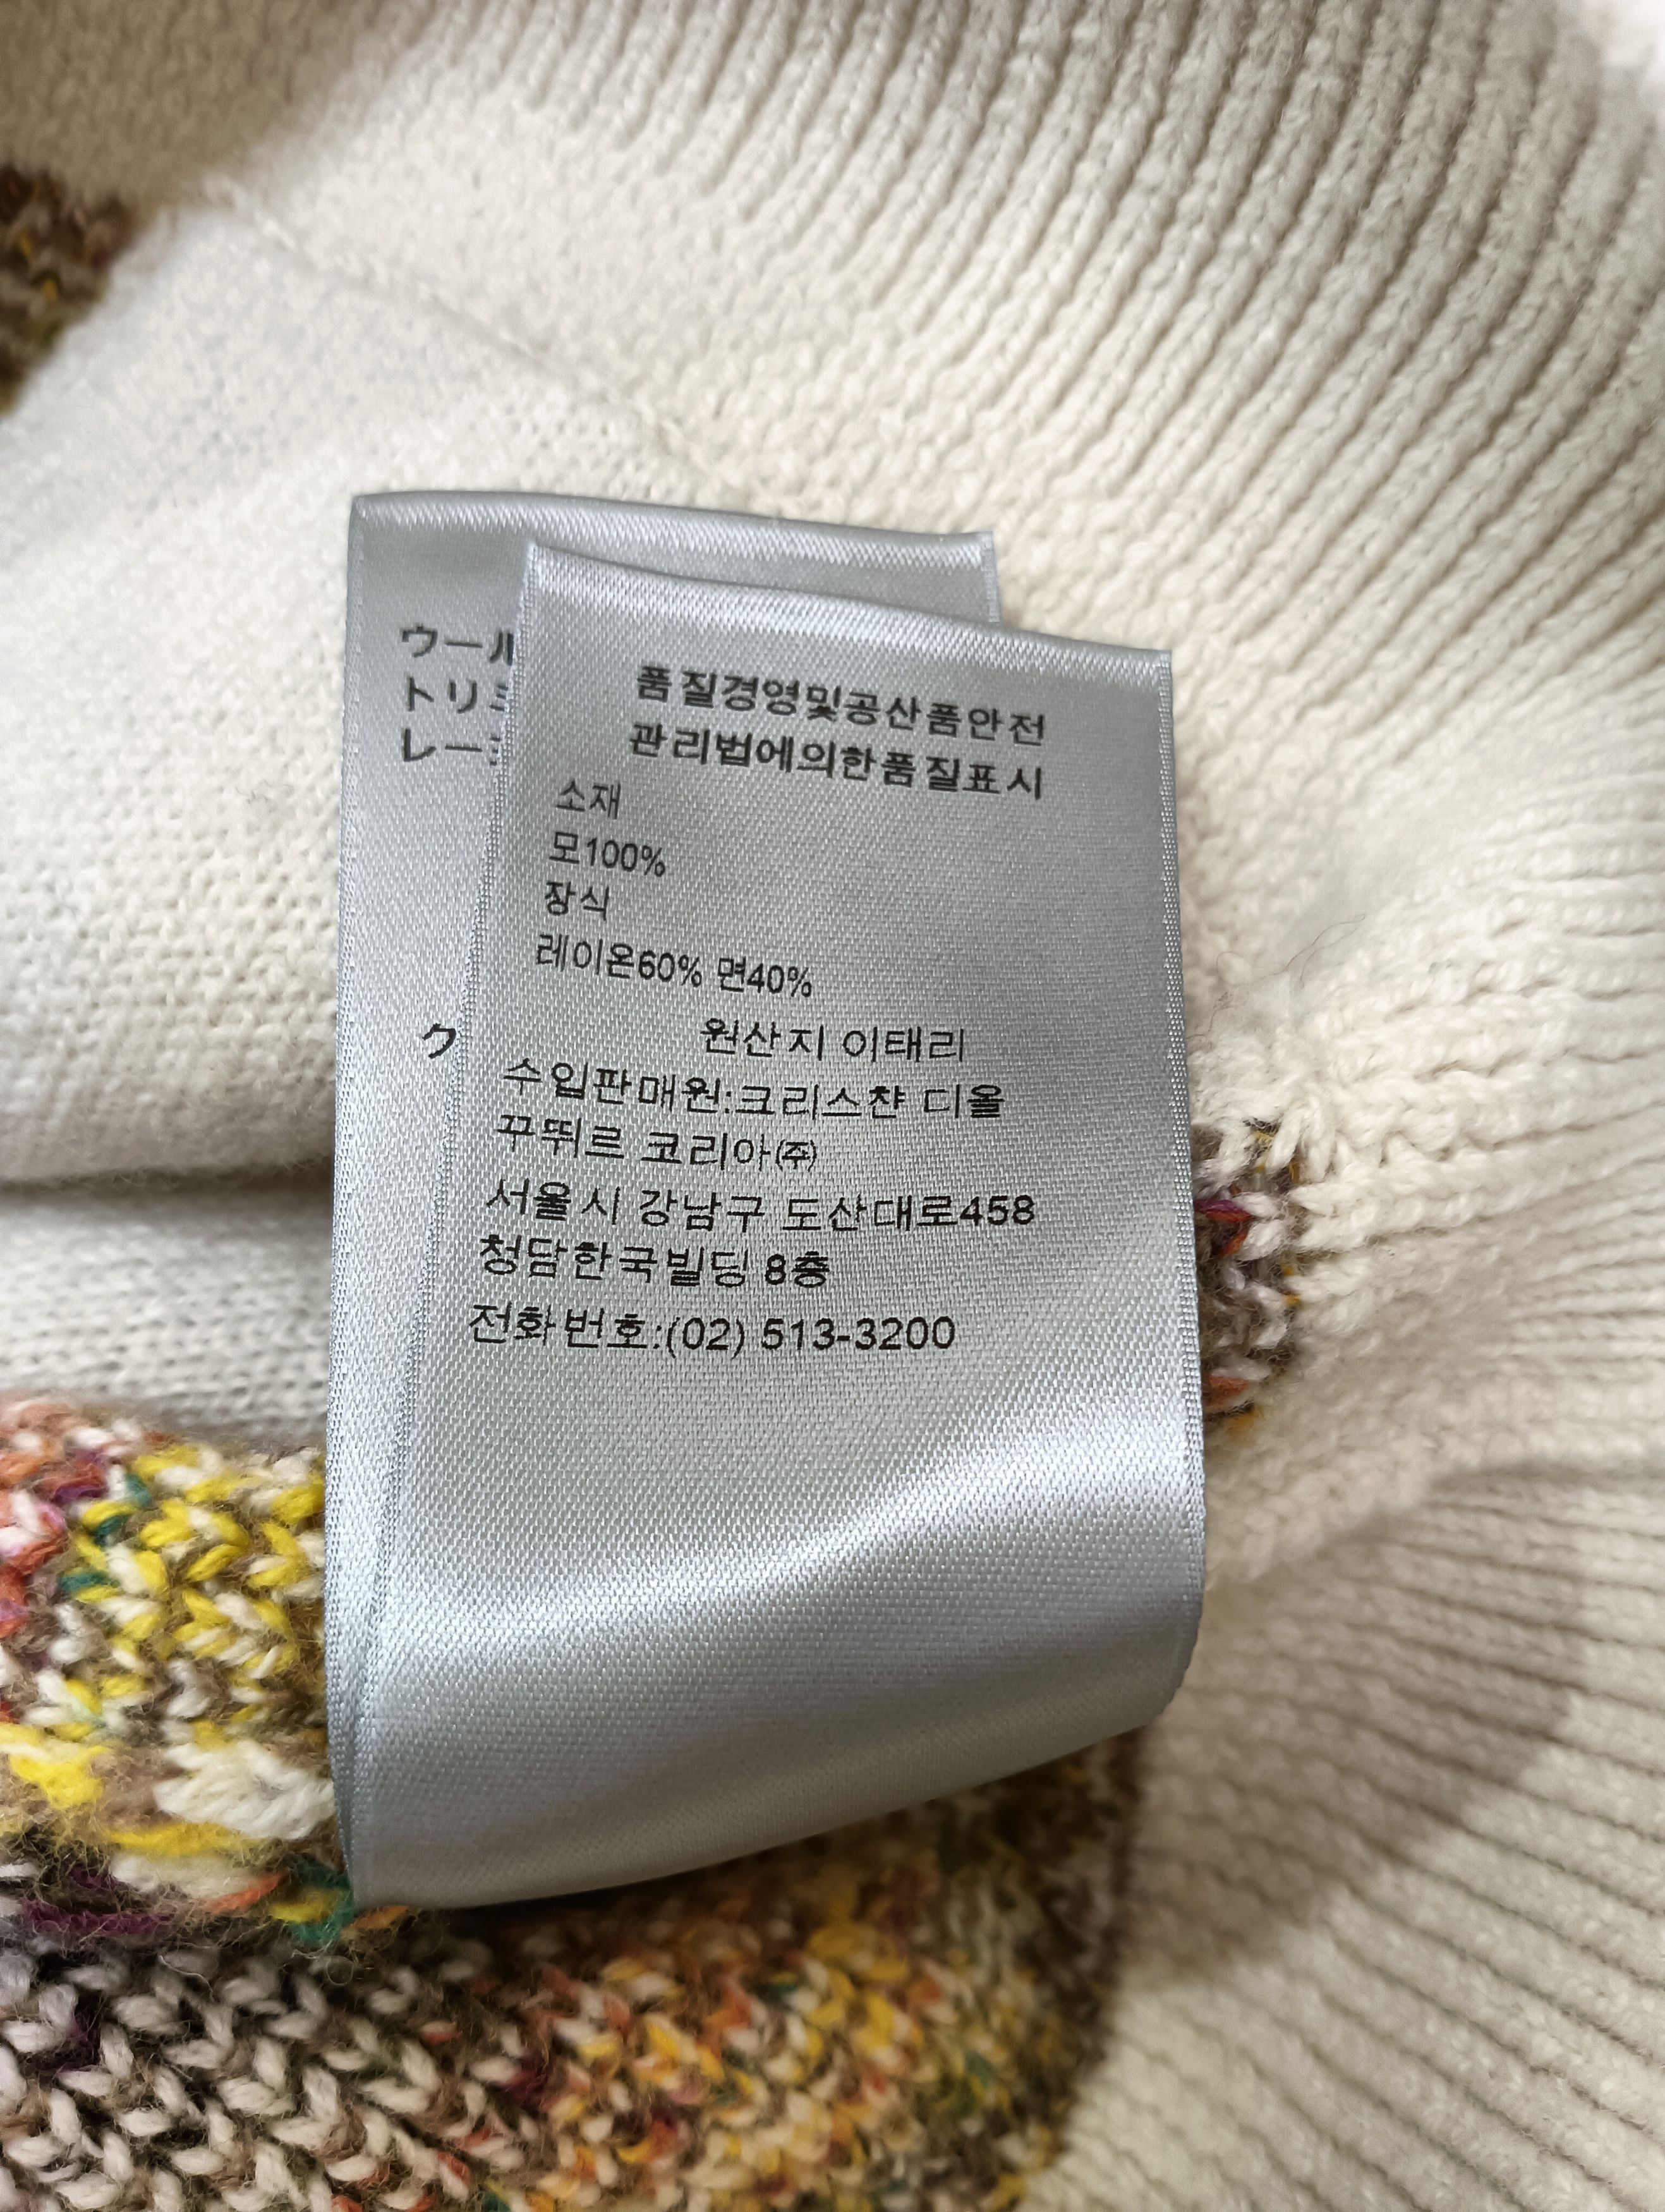 품질경영및공산품안전
관리법에의한품질표시
소재
모100%
장식
레이온60% 면40%
원산지 이태리
수입판매원:크리스챤 디올
꾸뛰르 코리아㈜
서울시 강남구 도산대로458
청담한국빌딩 8층
전화번호:(02) 513-3200
ウール
トリ
レー
ク